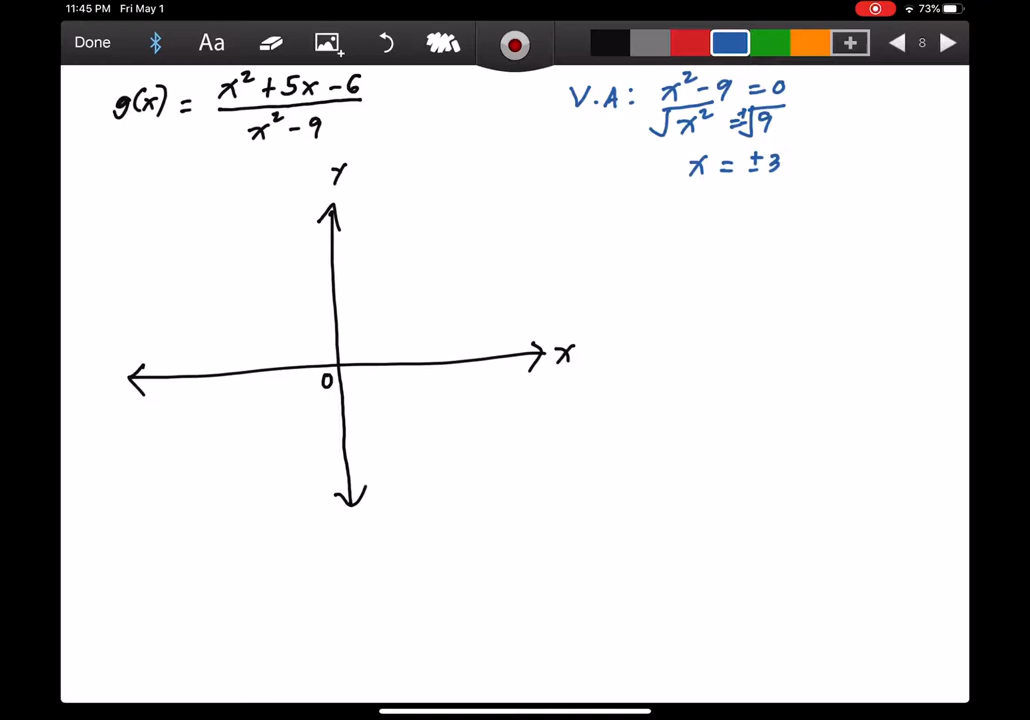 11:45 PM Fri May 1 73%
Done Aa 8
g(x) = x² + 5x - 6
x² - 9
V.A: x² - 9 = 0
√x² = ±√9
x = ±3
Y
X
0